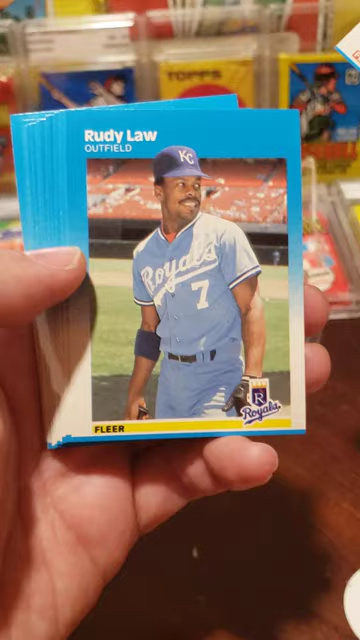 TOPPS
Rudy Law
OUTFIELD
KC
Royals
7
R
Royals
FLEER